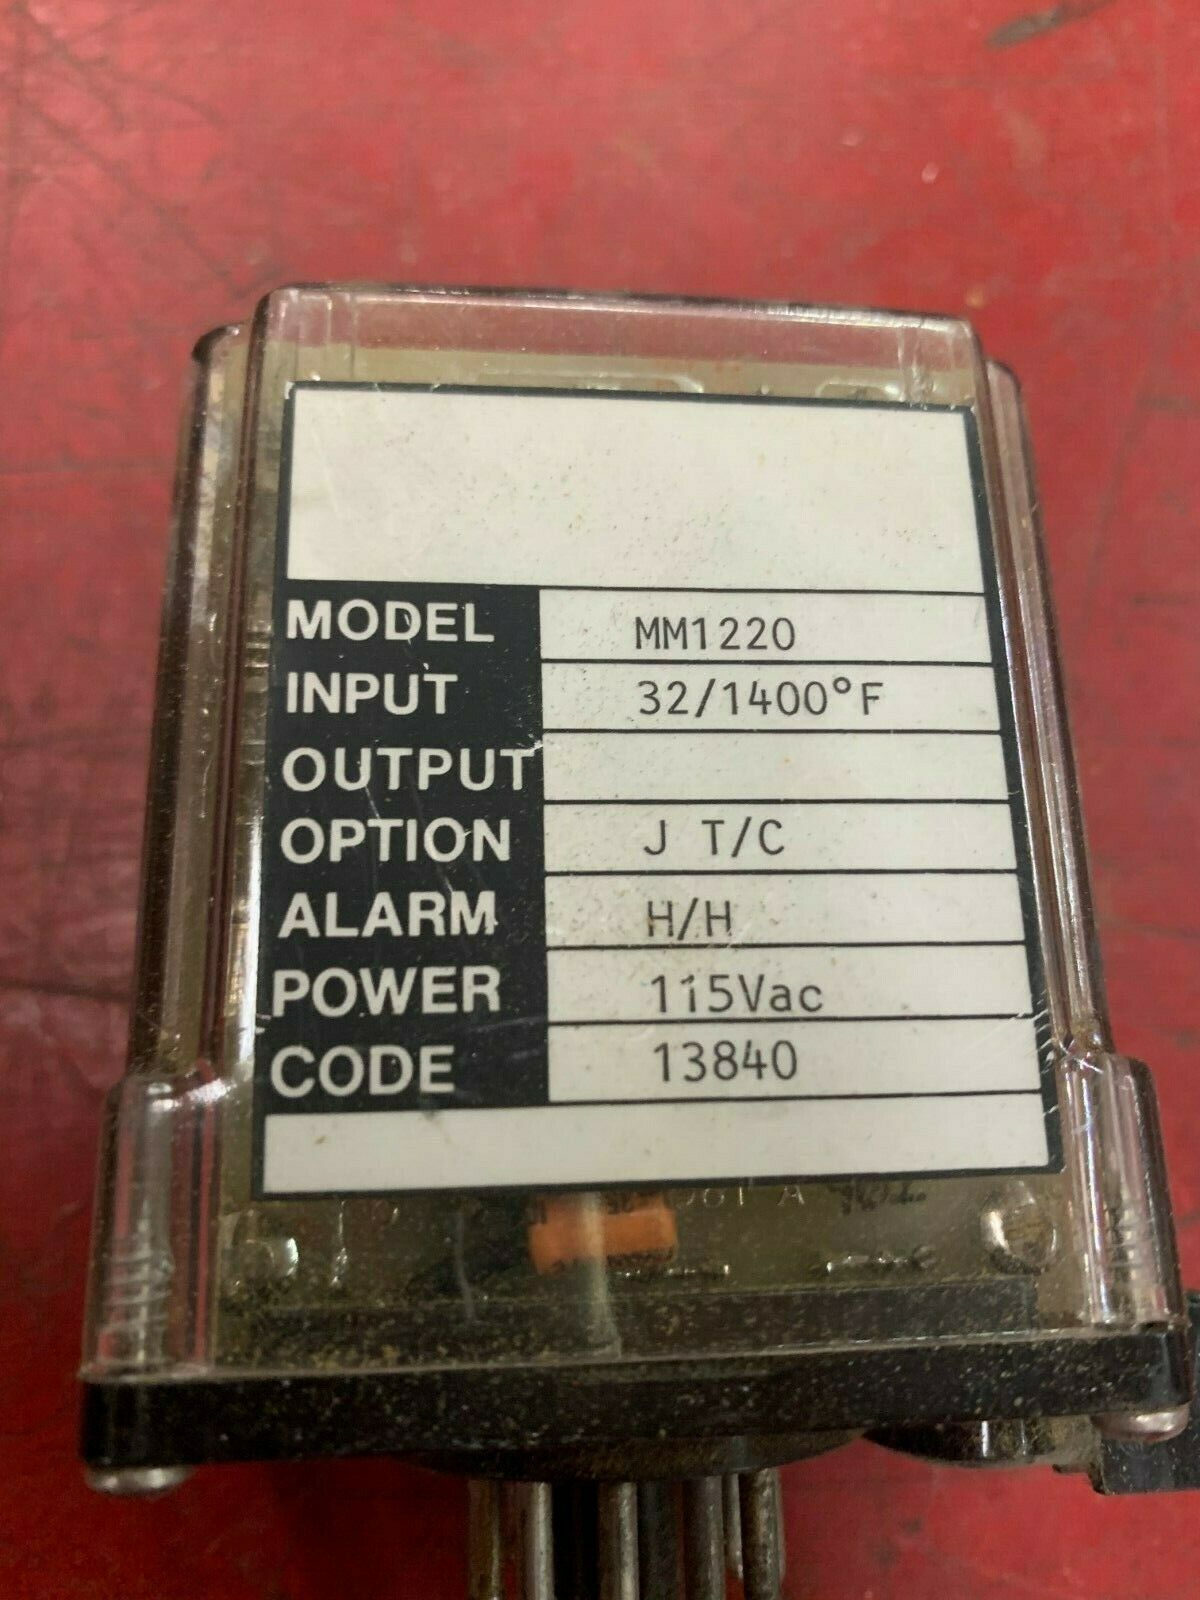 MODEL MM1220
INPUT 32/1400°F
OUTPUT
OPTION J T/C
ALARM H/H
POWER 115Vac
CODE 13840